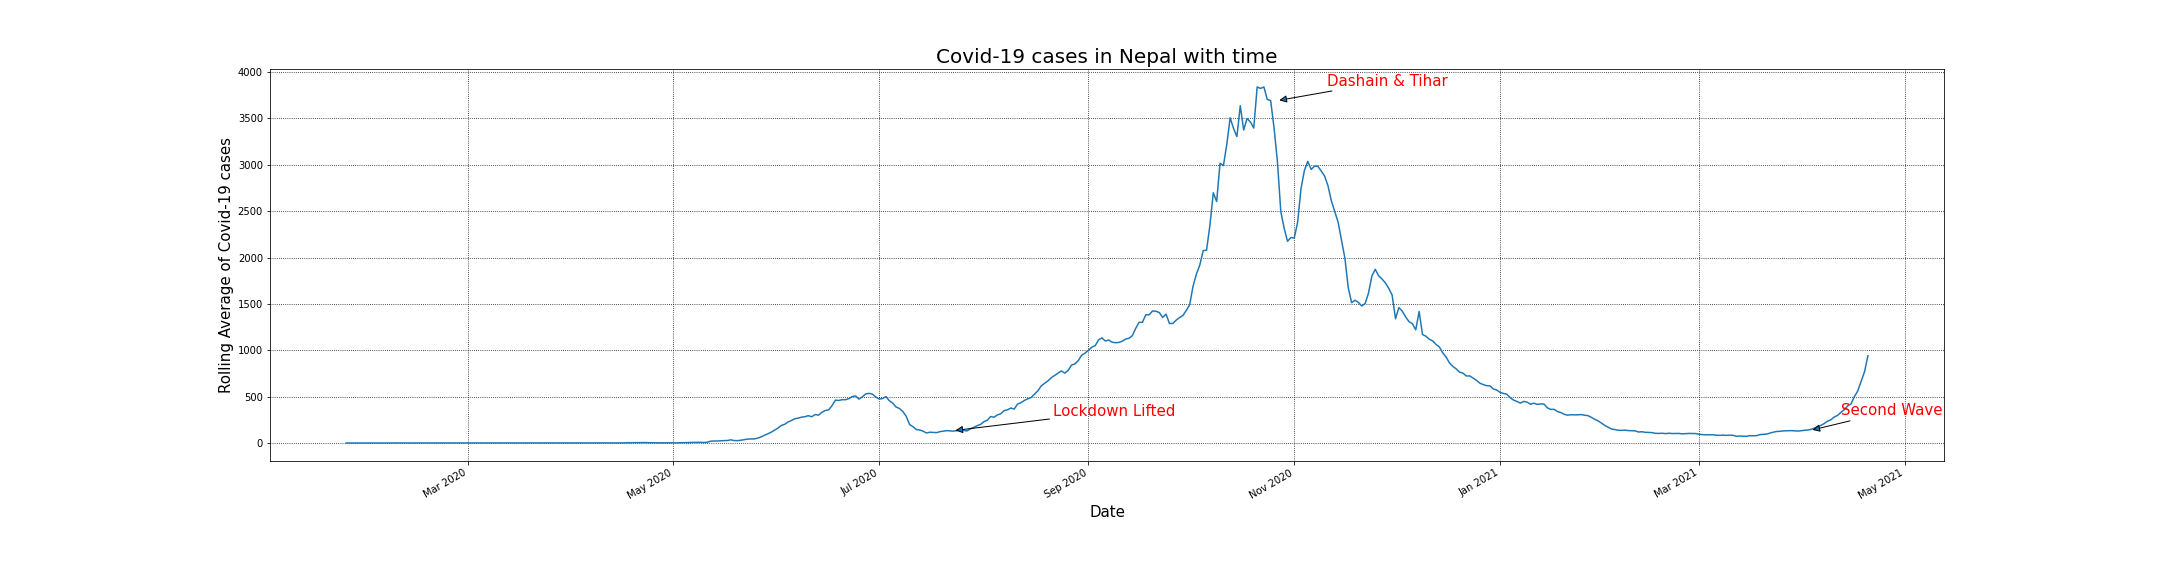 Covid-19 cases in Nepal with time
Rolling Average of Covid-19 cases
4000
3500
3000
2500
2000
1500
1000
500
0
Dashain & Tihar
Lockdown Lifted
Second Wave
Mar 2020
May 2020
Jul 2020
Sep 2020
Nov 2020
Jan 2021
Mar 2021
May 2021
Date